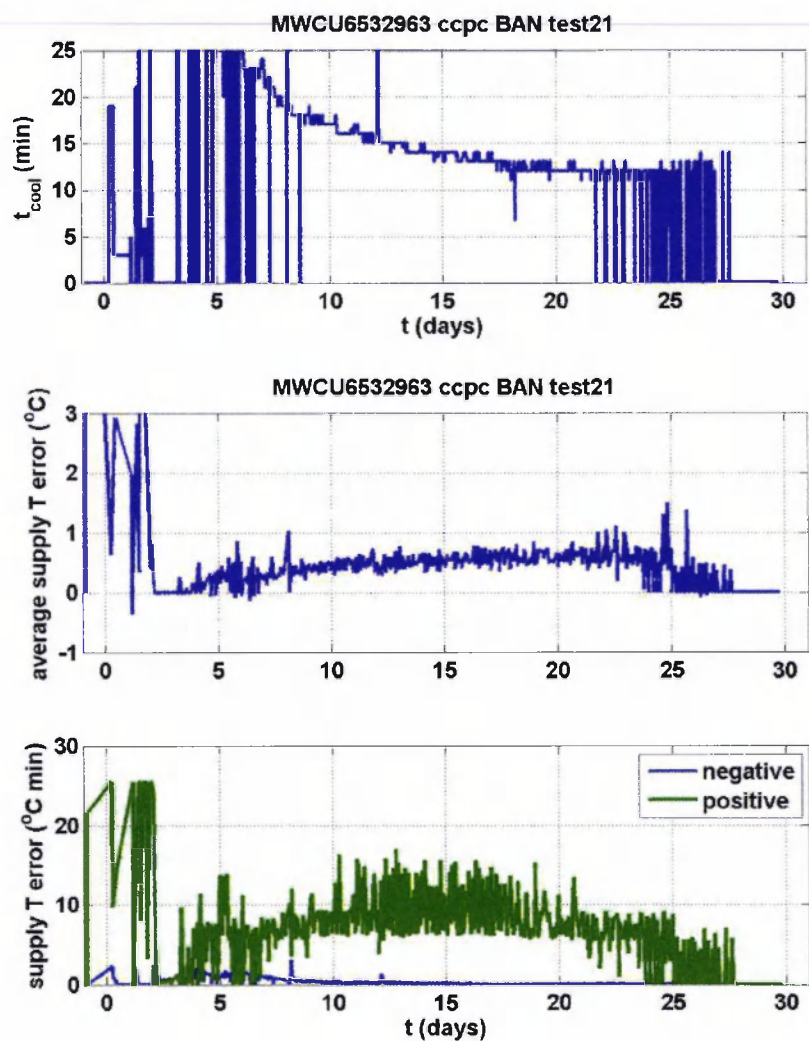 MWCU6532963 ccpc BAN test21
t_cool (min)
25
20
15
10
5
0
0 5 10 15 20 25 30
t (days)
MWCU6532963 ccpc BAN test21
average supply T error (°C)
3
2
1
0
-1
0 5 10 15 20 25 30
supply T error (°C min)
30
20
10
0
negative
positive
0 5 10 15 20 25 30
t (days)